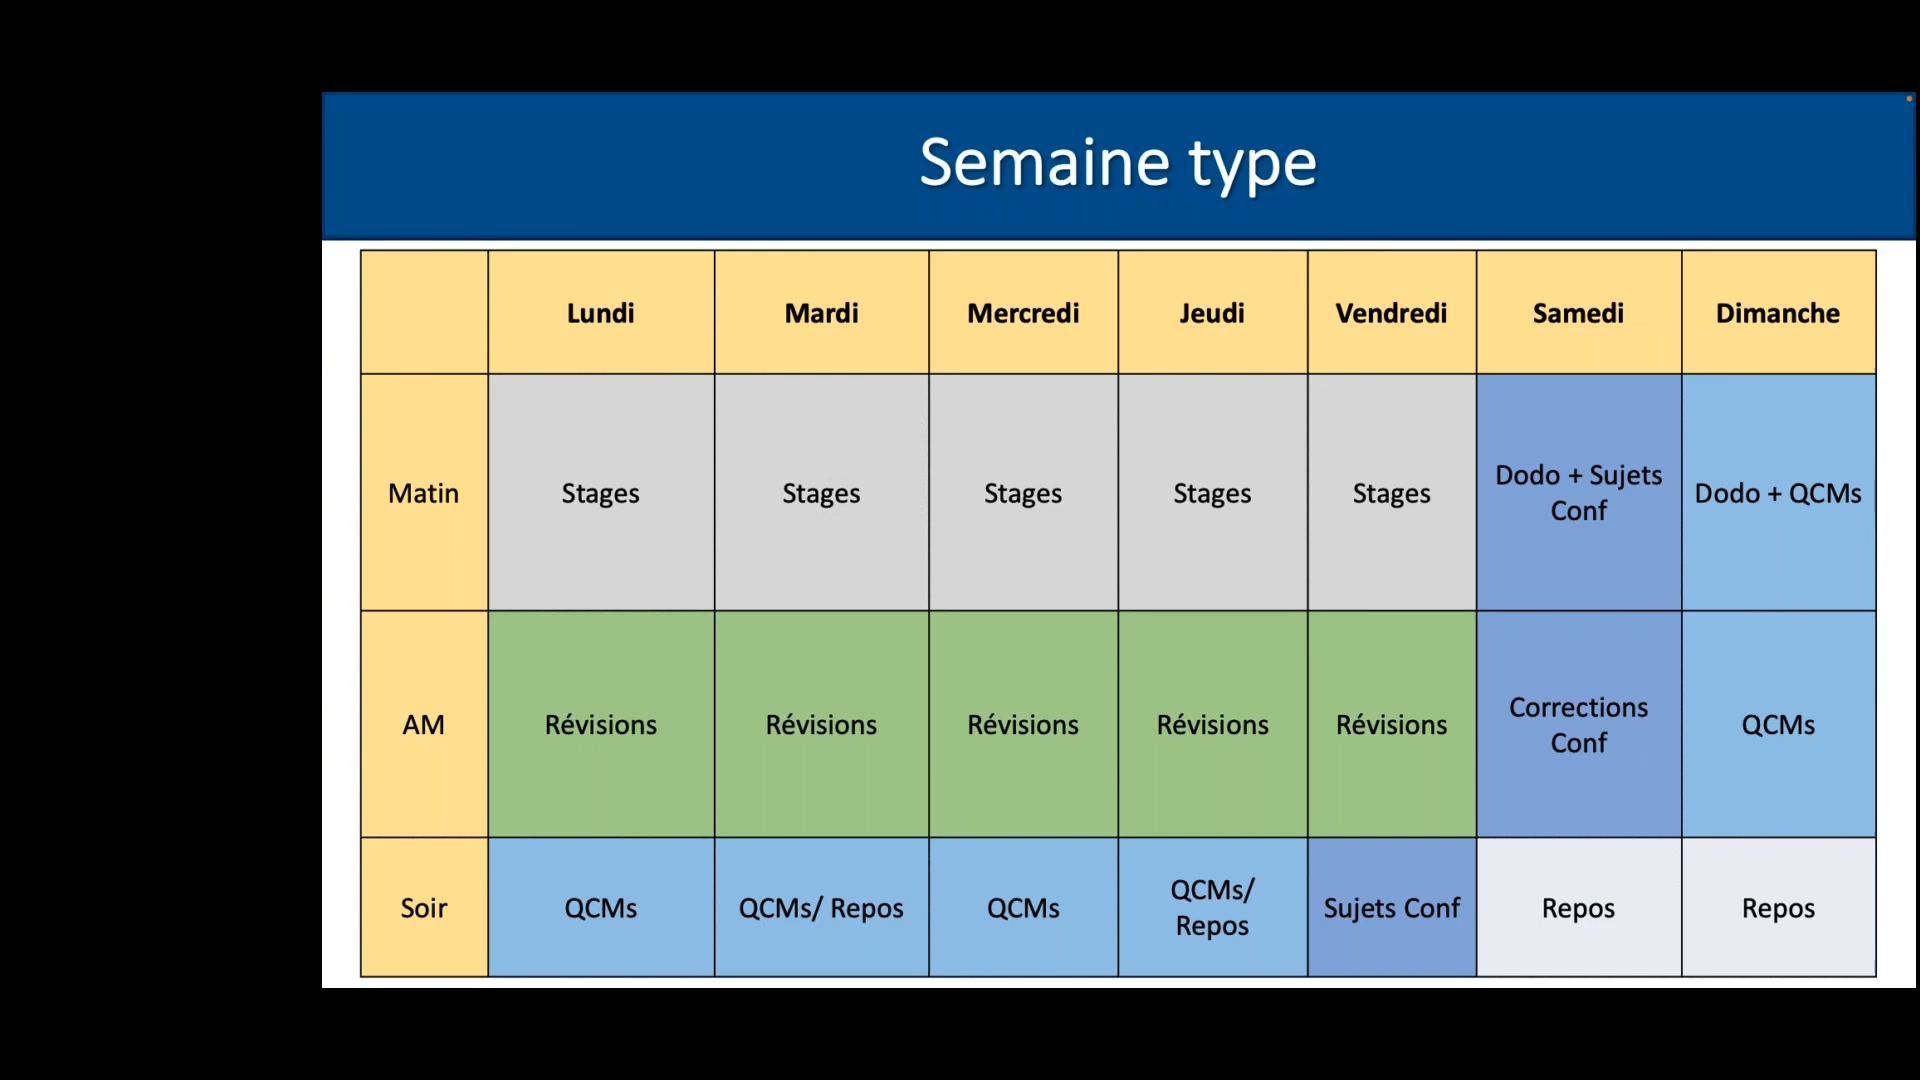 Semaine type
Lundi Mardi Mercredi Jeudi Vendredi Samedi Dimanche
Matin Stages Stages Stages Stages Stages Dodo + Sujets Conf Dodo + QCMs
AM Révisions Révisions Révisions Révisions Révisions Corrections Conf QCMs
Soir QCMs QCMs/ Repos QCMs QCMs/ Repos Sujets Conf Repos Repos